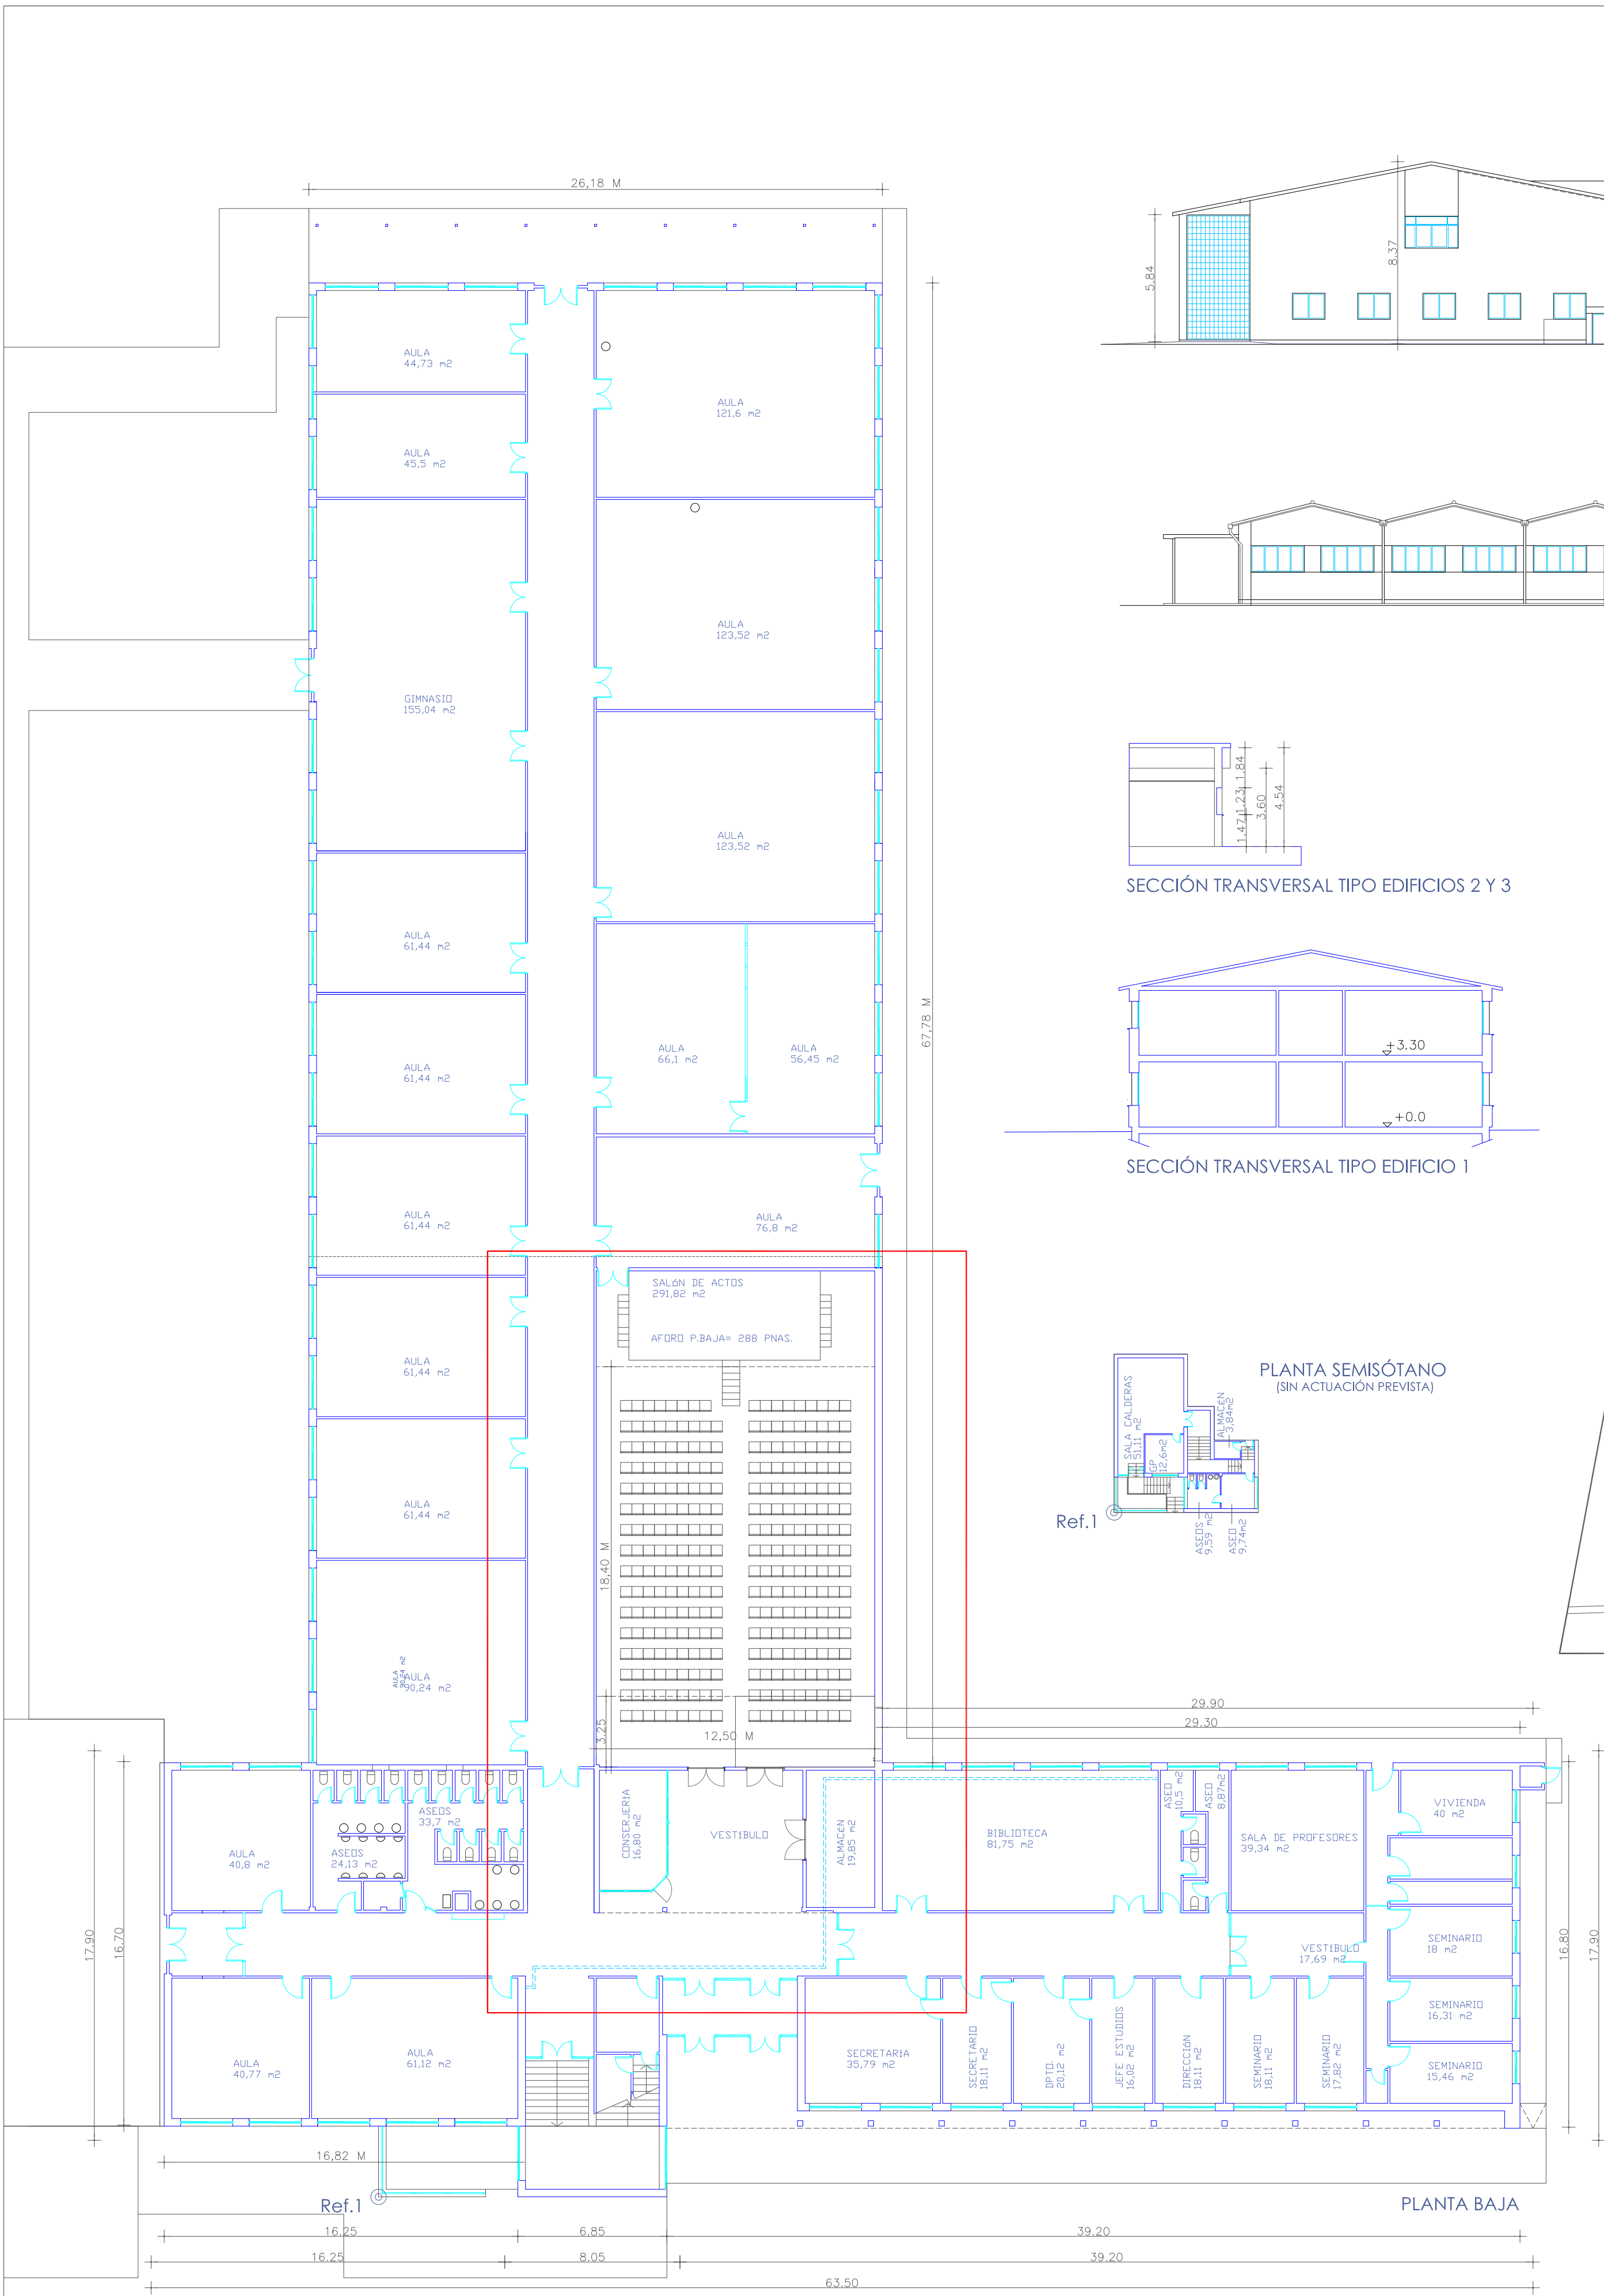 26,18 M
5.84
8.37
AULA
44,73 m2
AULA
121,6 m2
AULA
45,5 m2
AULA
123,52 m2
GIMNASIO
155,04 m2
1.84
1.23
1.47
3.60
4.54
AULA
123,52 m2
SECCIÓN TRANSVERSAL TIPO EDIFICIOS 2 Y 3
AULA
61,44 m2
67,78 M
AULA
66,1 m2
AULA
56,45 m2
AULA
61,44 m2
+3.30
+0.0
SECCIÓN TRANSVERSAL TIPO EDIFICIO 1
AULA
61,44 m2
AULA
76,8 m2
SALóN DE ACTOS
291,82 m2
AFORO P.BAJA= 288 PNAS.
AULA
61,44 m2
PLANTA SEMISÓTANO
(SIN ACTUACIÓN PREVISTA)
SALA CALDERAS
51,11 m2
ALMACÉN
3,84m2
GP
12,6m2
AULA
61,44 m2
Ref.1
ASEOS
9,59 m2
ASEO
9,74m2
18,40 M
AULA
90,24 m2
AULA
90,24 m2
29.90
29.30
3,25
12,50 M
ASEOS
33,7 m2
CONSERJERíA
16,80 m2
VESTíBULO
ALMACÉN
19,85 m2
BIBLIOTECA
81,75 m2
ASEO
10,5 m2
ASEO
8,87m2
SALA DE PROFESORES
39,34 m2
VIVIENDA
40 m2
AULA
40,8 m2
ASEOS
24,13 m2
17.90
16.70
VESTíBULO
17,69 m2
SEMINARIO
18 m2
16.80
17.90
SEMINARIO
16,31 m2
AULA
40,77 m2
AULA
61,12 m2
SECRETARíA
35,79 m2
SECRETARIO
18,11 m2
DPTO.
20,12 m2
JEFE ESTUDIOS
16,02 m2
DIRECCIÓN
18,11 m2
SEMINARIO
18,11 m2
SEMINARIO
17,82 m2
SEMINARIO
15,46 m2
16,82 M
Ref.1
PLANTA BAJA
16.25
6.85
39.20
16.25
8.05
39.20
63.50